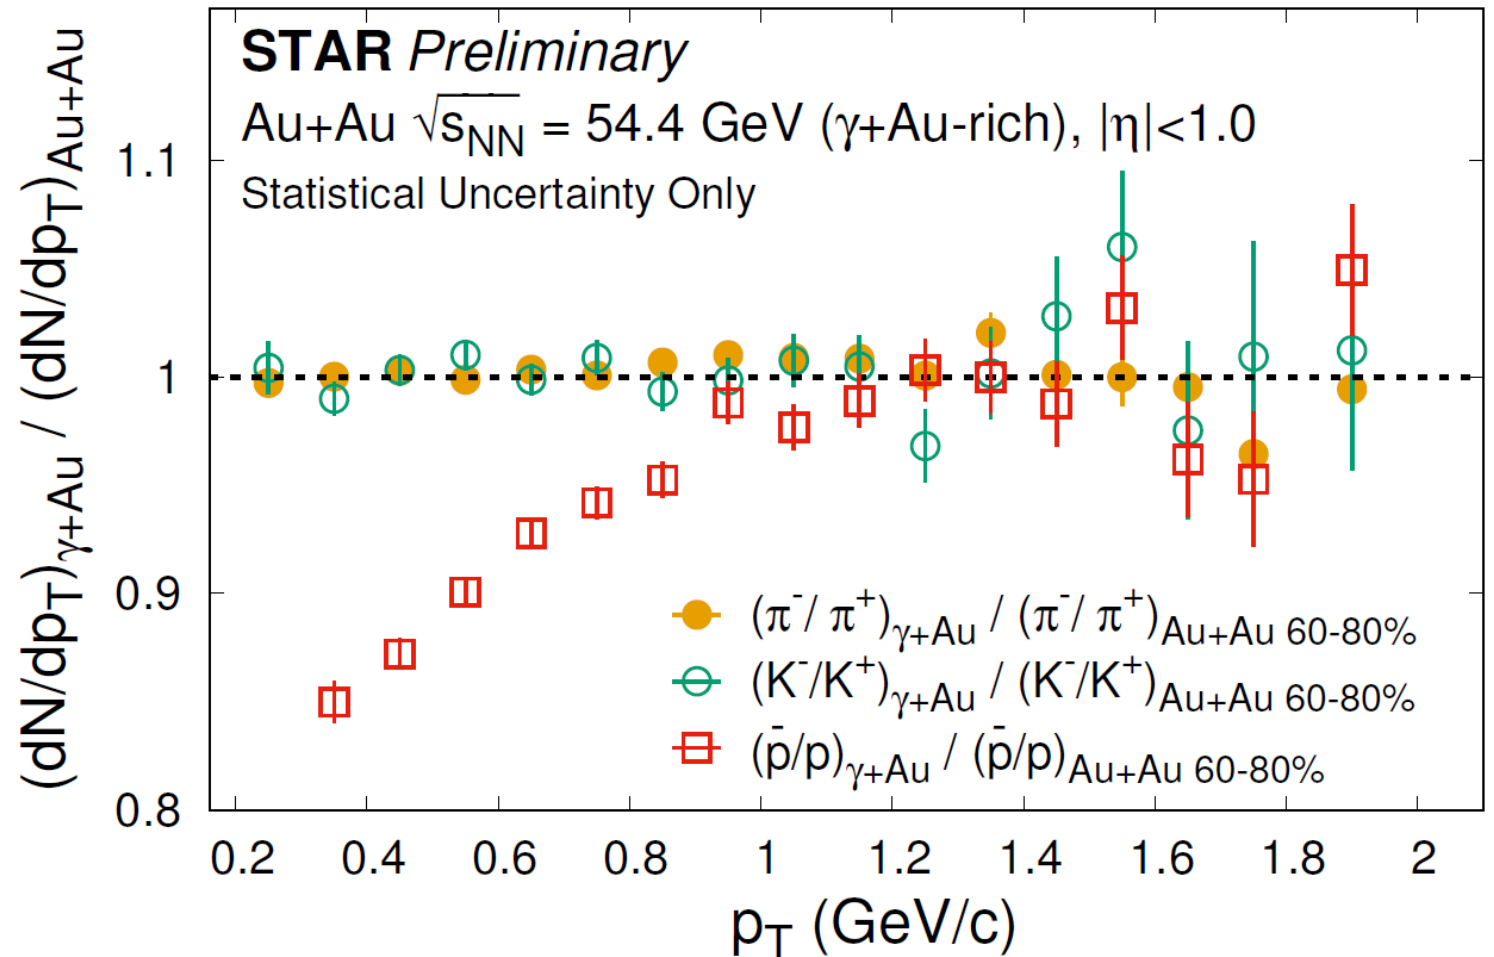 STAR Preliminary
Au+Au √sNN = 54.4 GeV (γ+Au-rich), |η|<1.0
Statistical Uncertainty Only
(dN/dpT)γ+Au / (dN/dpT)Au+Au
1.1
1
0.9
0.8
(π-/ π+)γ+Au / (π-/ π+)Au+Au 60-80%
(K-/K+)γ+Au / (K-/K+)Au+Au 60-80%
(p̄/p)γ+Au / (p̄/p)Au+Au 60-80%
0.2 0.4 0.6 0.8 1 1.2 1.4 1.6 1.8 2
pT (GeV/c)